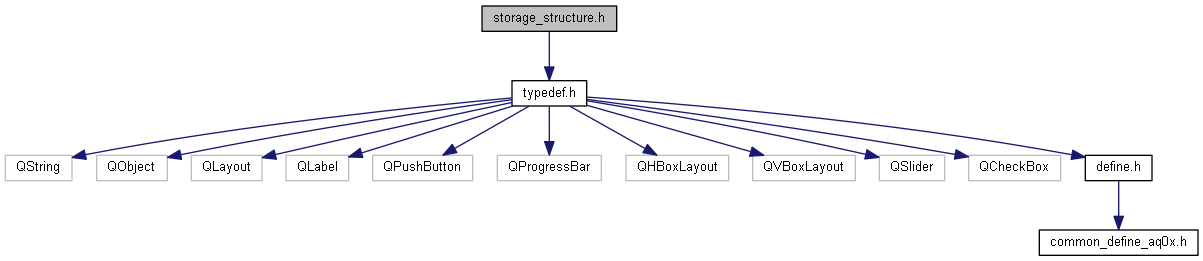 storage_structure.h
typedef.h
QString
QObject
QLayout
QLabel
QPushButton
QProgressBar
QHBoxLayout
QVBoxLayout
QSlider
QCheckBox
define.h
common_define_aq0x.h